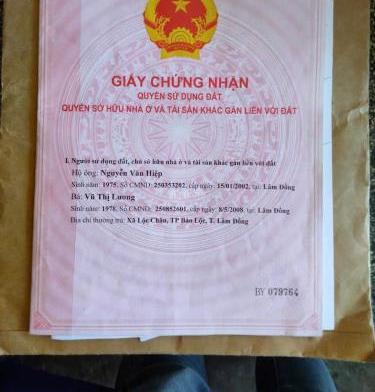 GIẤY CHỨNG NHẬN
QUYỀN SỬ DỤNG ĐẤT
QUYỀN SỞ HỮU NHÀ Ở VÀ TÀI SẢN KHÁC GẮN LIỀN VỚI ĐẤT
I. Người sử dụng đất, chủ sở hữu nhà ở và tài sản khác gắn liền với đất
Hộ ông: Nguyễn Văn Hiệp
Sinh năm: 1975, Số CMND: 250353202, cấp ngày: 15/01/2002, tại: Lâm Đồng
Bà: Vũ Thị Lương
Sinh năm: 1978, Số CMND: 250852601, cấp ngày: 8/5/2008, tại: Lâm Đồng
Địa chỉ thường trú: Xã Lộc Châu, TP Bảo Lộc, T. Lâm Đồng
BY 079764